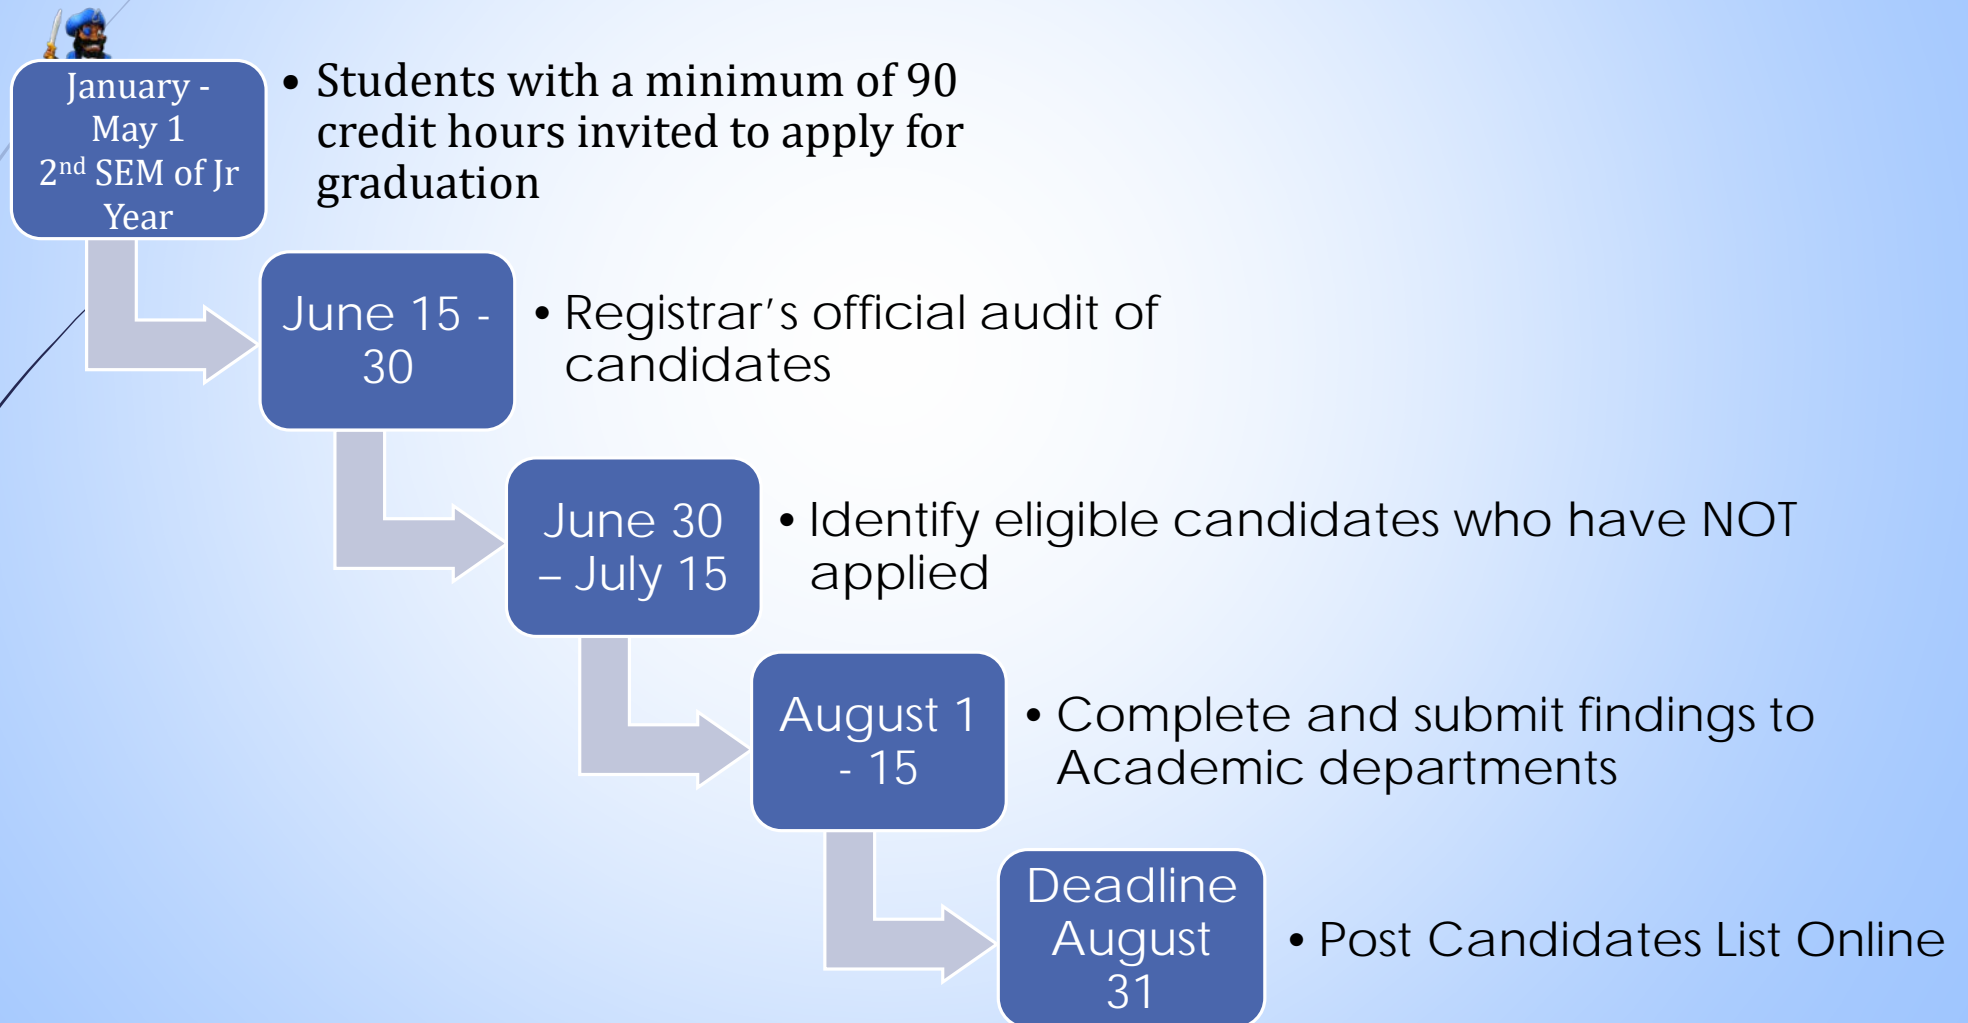 January -
May 1
2nd SEM of Jr
Year
• Students with a minimum of 90
credit hours invited to apply for
graduation
June 15 -
30
• Registrar’s official audit of
candidates
June 30
– July 15
• Identify eligible candidates who have NOT
applied
August 1
- 15
• Complete and submit findings to
Academic departments
Deadline
August
31
• Post Candidates List Online